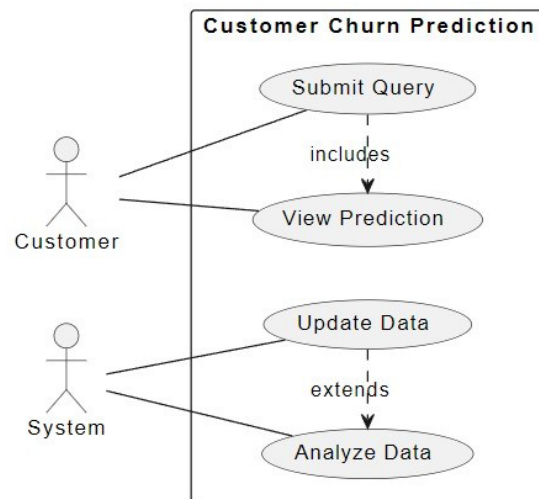 Customer Churn Prediction
Submit Query
includes
View Prediction
Customer
Update Data
extends
System
Analyze Data